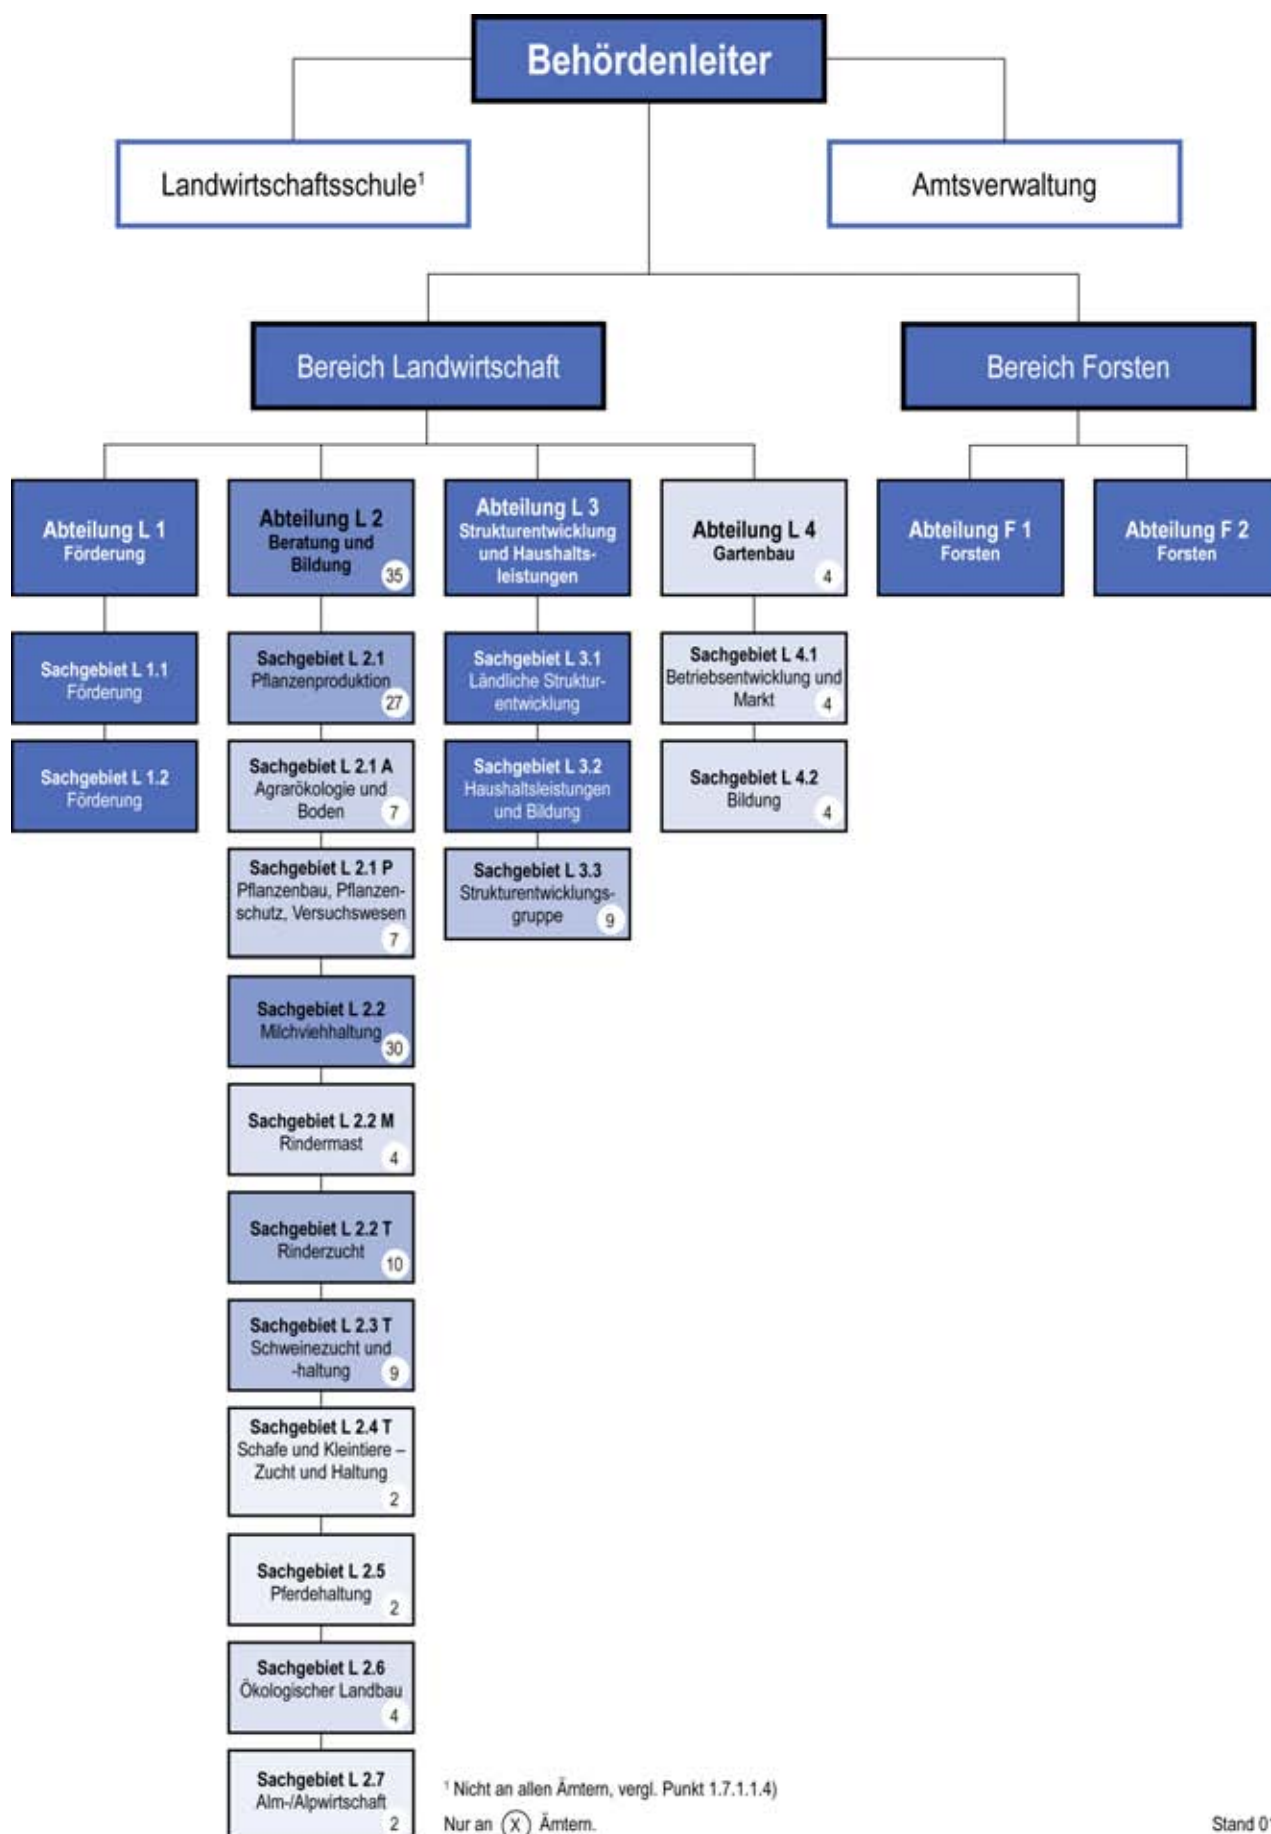 Behördenleiter
Landwirtschaftsschule¹
Amtsverwaltung
Bereich Landwirtschaft
Bereich Forsten
Abteilung L 1
Förderung
Abteilung L 2
Beratung und
Bildung
35
Abteilung L 3
Strukturentwicklung
und Haushalts-
leistungen
Abteilung L 4
Gartenbau
4
Abteilung F 1
Forsten
Abteilung F 2
Forsten
Sachgebiet L 1.1
Förderung
Sachgebiet L 1.2
Förderung
Sachgebiet L 2.1
Pflanzenproduktion
27
Sachgebiet L 2.1 A
Agrarökologie und
Boden
7
Sachgebiet L 2.1 P
Pflanzenbau, Pflanzen-
schutz, Versuchswesen
7
Sachgebiet L 2.2
Milchviehhaltung
30
Sachgebiet L 2.2 M
Rindermast
4
Sachgebiet L 2.2 T
Rinderzucht
10
Sachgebiet L 2.3 T
Schweinezucht und
-haltung
9
Sachgebiet L 2.4 T
Schafe und Kleintiere –
Zucht und Haltung
2
Sachgebiet L 2.5
Pferdehaltung
2
Sachgebiet L 2.6
Ökologischer Landbau
4
Sachgebiet L 2.7
Alm-/Alpwirtschaft
2
Sachgebiet L 3.1
Ländliche Struktur-
entwicklung
Sachgebiet L 3.2
Haushaltsleistungen
und Bildung
Sachgebiet L 3.3
Strukturentwicklungs-
gruppe
9
Sachgebiet L 4.1
Betriebsentwicklung und
Markt
4
Sachgebiet L 4.2
Bildung
4
¹ Nicht an allen Ämtern, vergl. Punkt 1.7.1.1.4)
Nur an X Ämtern.
Stand 0